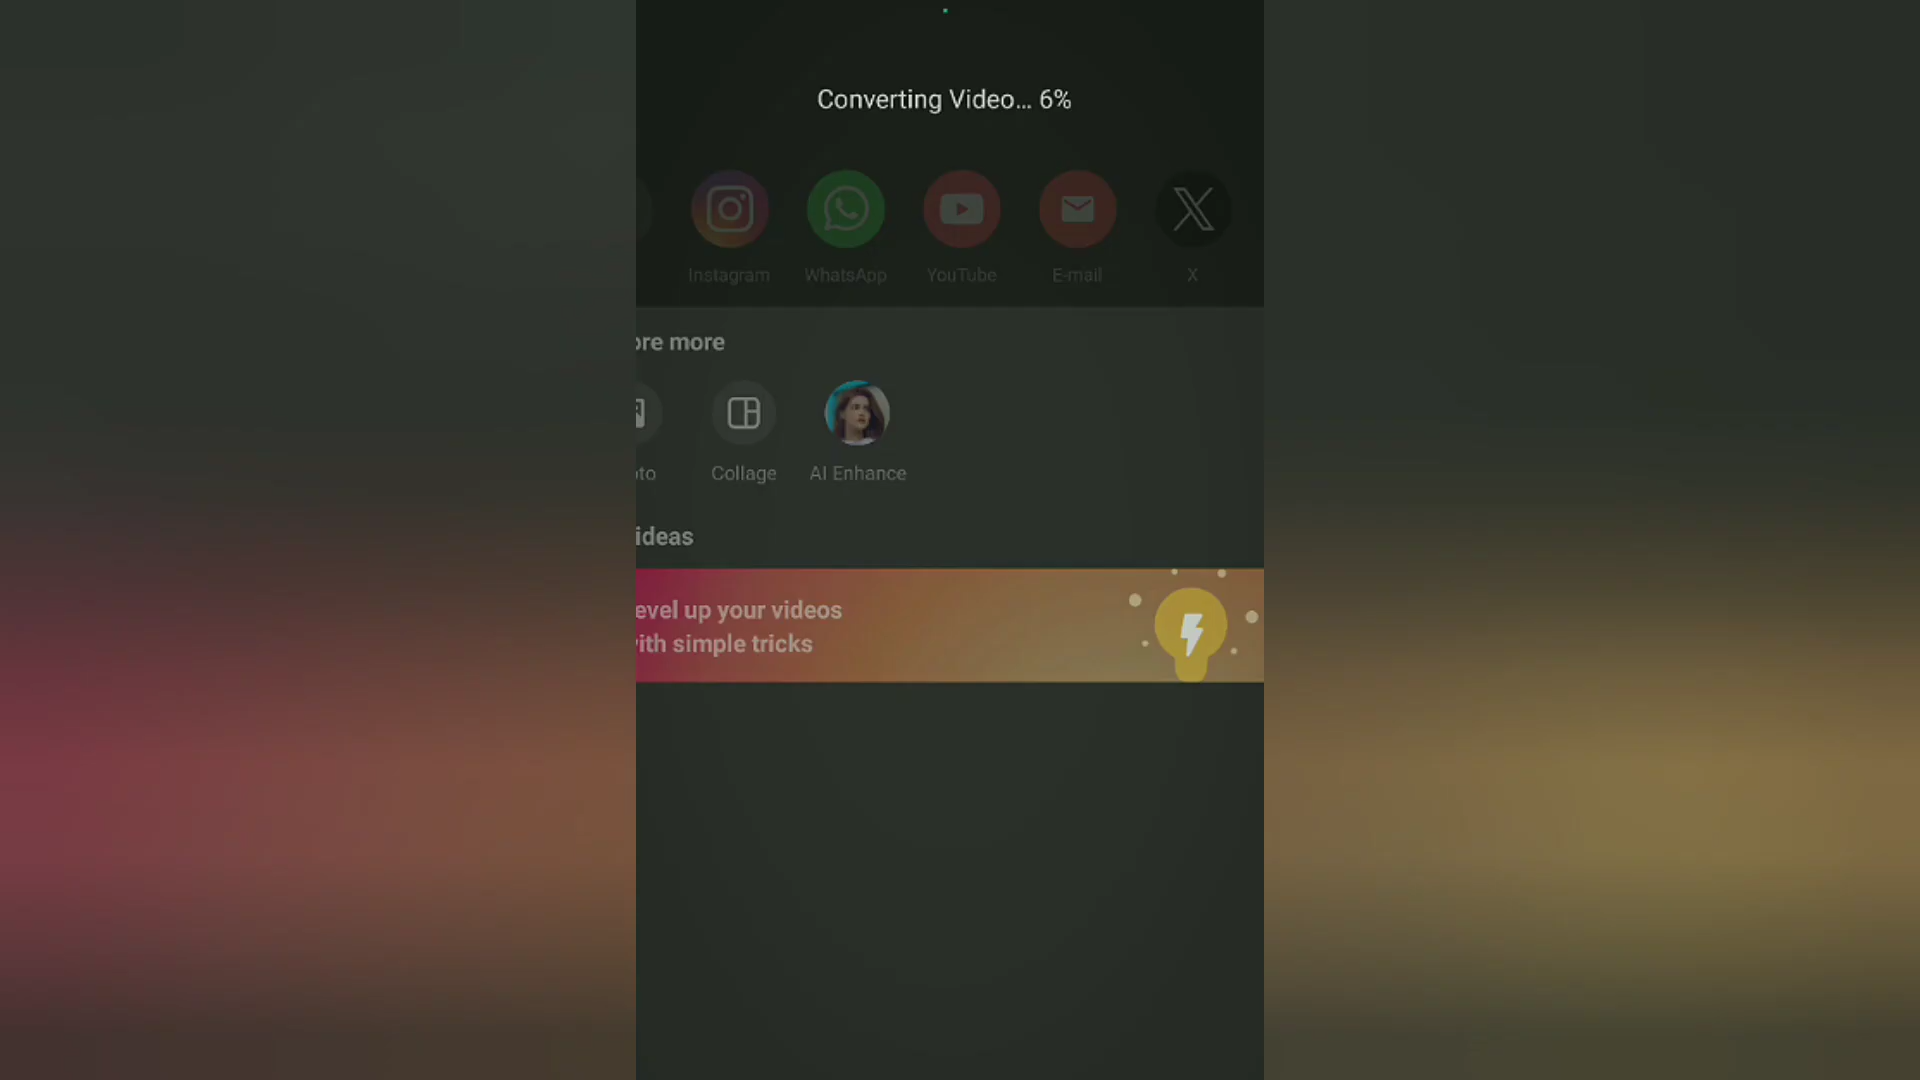 Converting Video... 6%
Instagram WhatsApp YouTube E-mail X
ore more
to Collage AI Enhance
ideas
evel up your videos
ith simple tricks